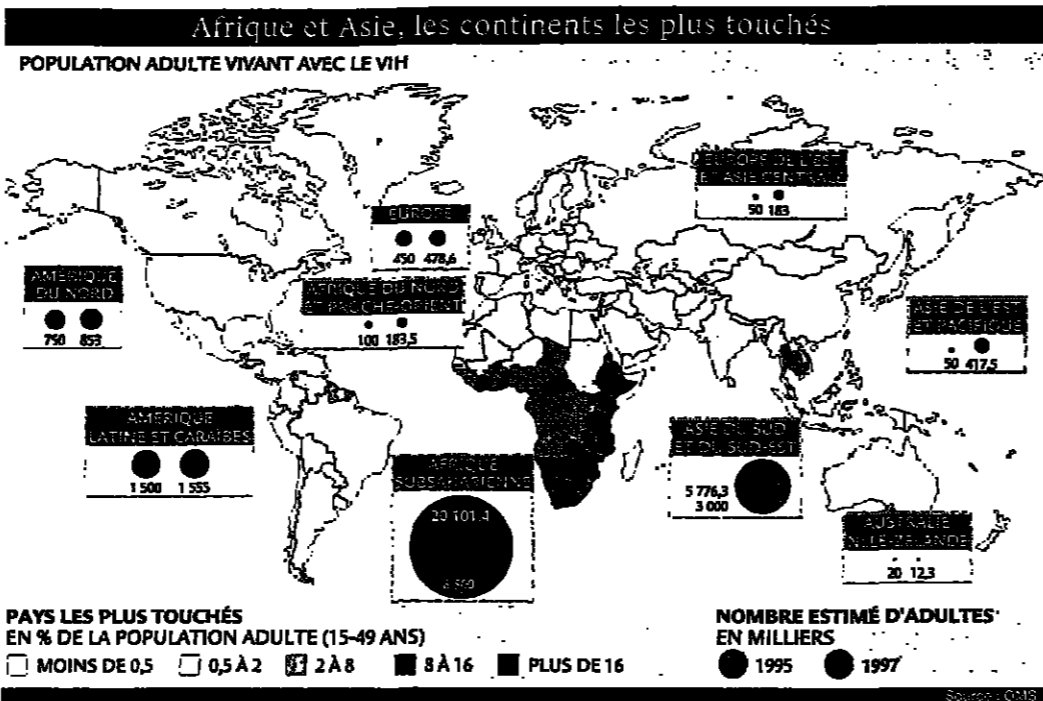 Afrique et Asie, les continents les plus touchés
POPULATION ADULTE VIVANT AVEC LE VIH
EUROPE DE L'EST
ET ASIE CENTRALE
50 183
EUROPE
450 478,6
AMÉRIQUE
DU NORD
750 853
AFRIQUE DU NORD
ET PROCHE-ORIENT
100 183,5
ASIE DE L'EST
ET PACIFIQUE
50 417,5
AMÉRIQUE
LATINE ET CARAÏBES
1 500 1 555
AFRIQUE
SUBSAHARIENNE
20 101,4
ASIE DU SUD
ET DU SUD-EST
5 776,3
3 000
AUSTRALIE
NLLE-ZÉLANDE
20 12,3
PAYS LES PLUS TOUCHÉS
EN % DE LA POPULATION ADULTE (15-49 ANS)
MOINS DE 0,5 0,5 À 2 2 À 8 8 À 16 PLUS DE 16
NOMBRE ESTIMÉ D'ADULTES
EN MILLIERS
1995 1997
Source : OMS